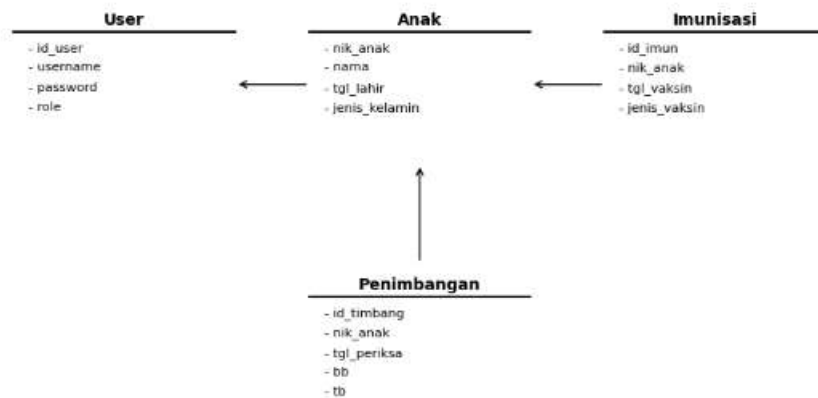 User
- id_user
- username
- password
- role
Anak
- nik_anak
- nama
- tgl_lahir
- jenis_kelamin
Imunisasi
- id_imun
- nik_anak
- tgl_vaksin
- jenis_vaksin
Penimbangan
- id_timbang
- nik_anak
- tgl_periksa
- bb
- tb